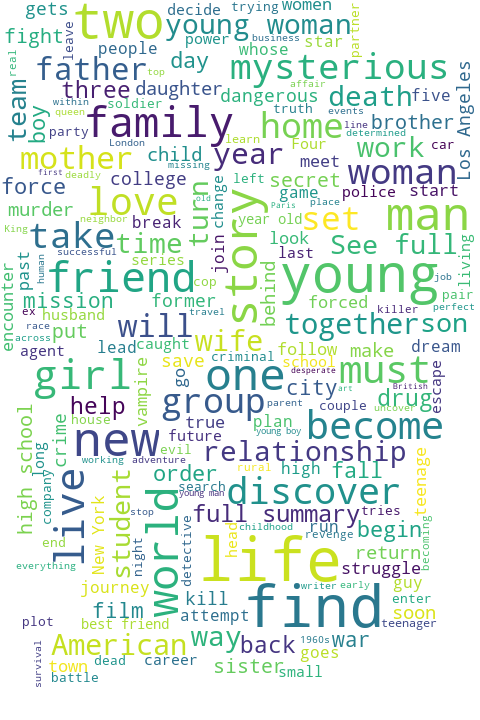 gets
two
decide
trying
women
young woman
partner
fight
leave
people
power
business
whose
star
real
father
day
mysterious
top
affair
team
three
daughter
dangerous
death
five
Los Angeles
within
queen
soldier
truth
events
boy
party
family
home
brother
London
learn
Four
line
determined
car
mother
child
year
meet
work
woman
missing
police
first
deadly
force
college
secret
left
game
start
love
turn
change
story
Paris
place
murder
neighbor
old
set
man
King
take
break
join
year old
look
time
last
See full
living
successful
past
human
series
behind
young
job
friend
cop
pair
perfect
encounter
mission
former
forced
killer
ex
husband
travel
together
son
race
put
will
wife
across
agent
lead
caught
follow
make
dream
criminal
save
school
British
escape
girl
vampire
go
one
desperate
must
art
city
drug
help
group
parent
couple
uncover
house
true
plan
become
long
crime
future
young boy
high school
new
evil
relationship
working
adventure
company
student
order
rural
high
fall
teenage
live
world
search
discover
New York
young man
full summary
tries
becoming
stop
childhood
run
begin
end
night
detective
head
revenge
return
everything
life
struggle
journey
guy
writer
early
enter
film
kill
find
soon
plot
best friend
attempt
teenager
American
way
back
1960s
war
survival
town
dead
career
sister
goes
small
battle